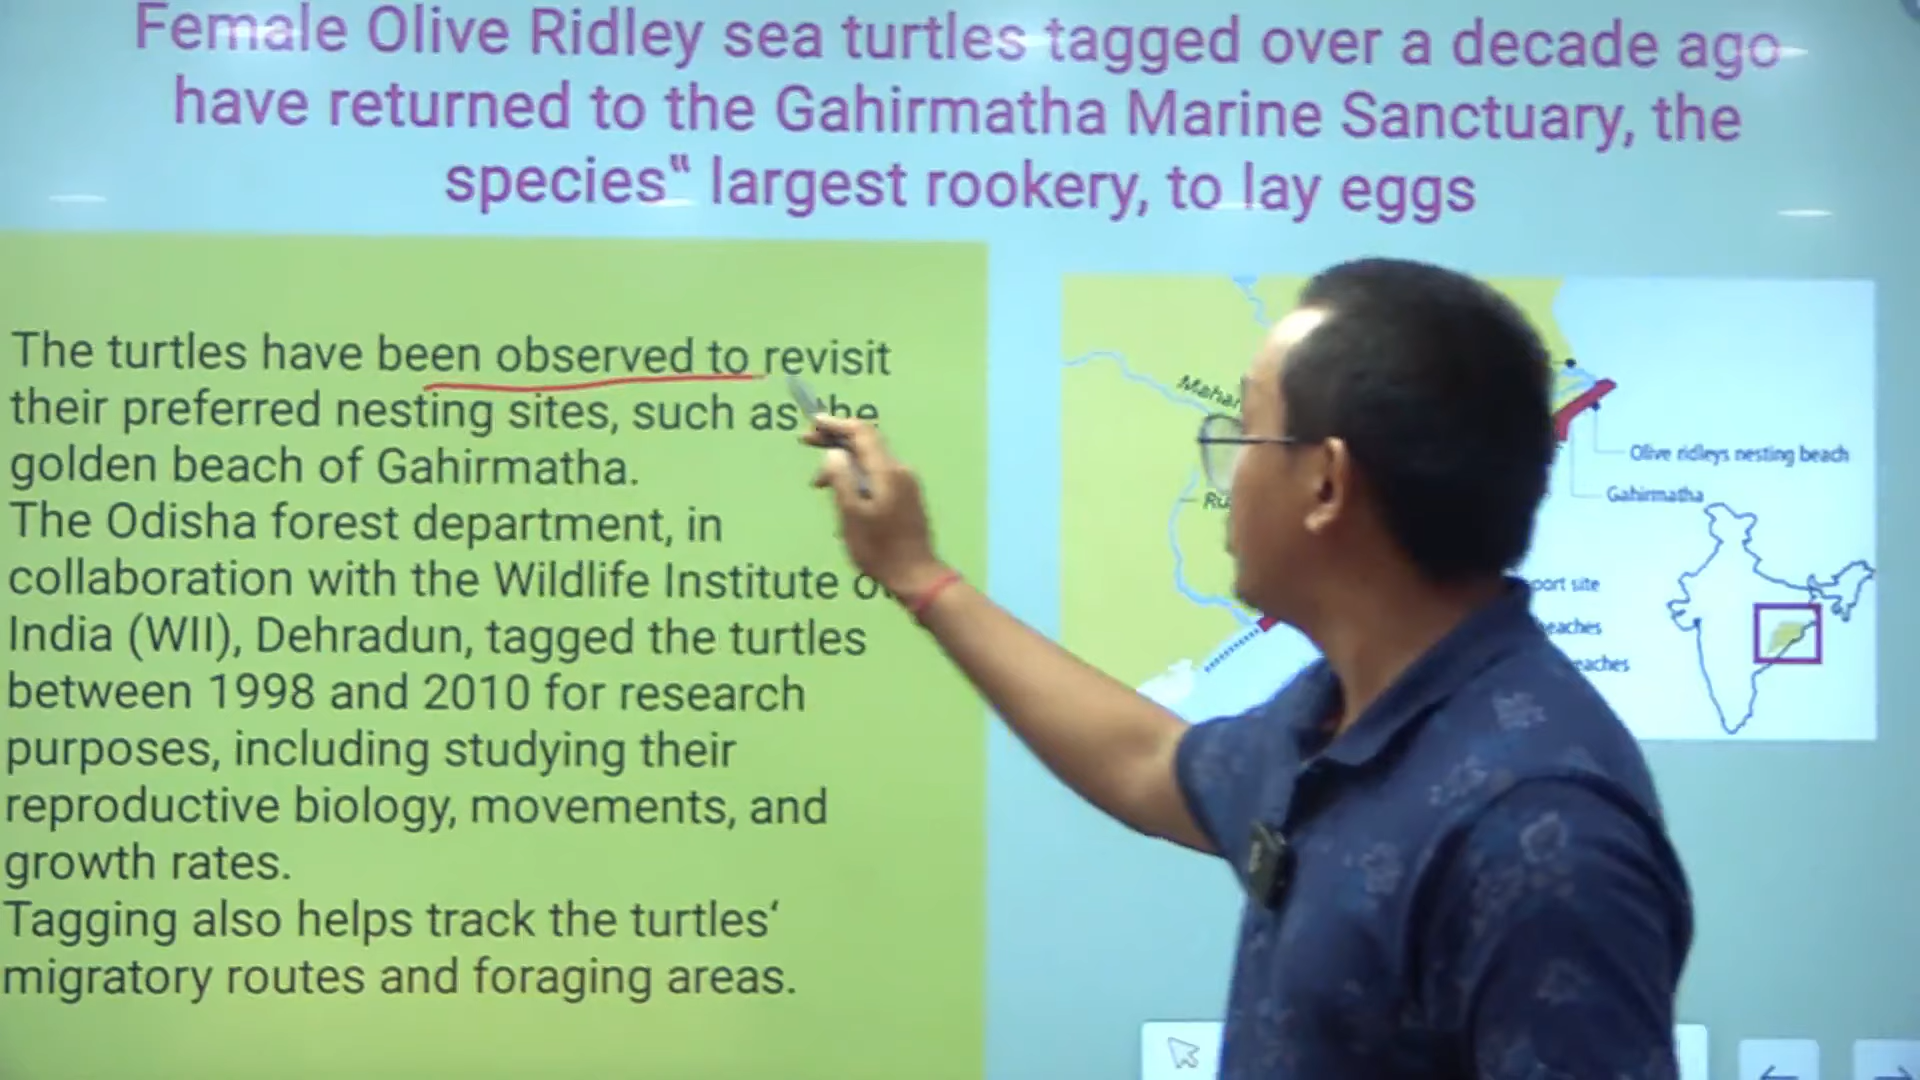 Female Olive Ridley sea turtles tagged over a decade ago
have returned to the Gahirmatha Marine Sanctuary, the
species‟ largest rookery, to lay eggs
The turtles have been observed to revisit
their preferred nesting sites, such as the
golden beach of Gahirmatha.
The Odisha forest department, in
collaboration with the Wildlife Institute
India (WII), Dehradun, tagged the turtles
between 1998 and 2010 for research
purposes, including studying their
reproductive biology, movements, and
growth rates.
Tagging also helps track the turtles‘
migratory routes and foraging areas.
Olive ridleys nesting beach
Gahirmatha
site